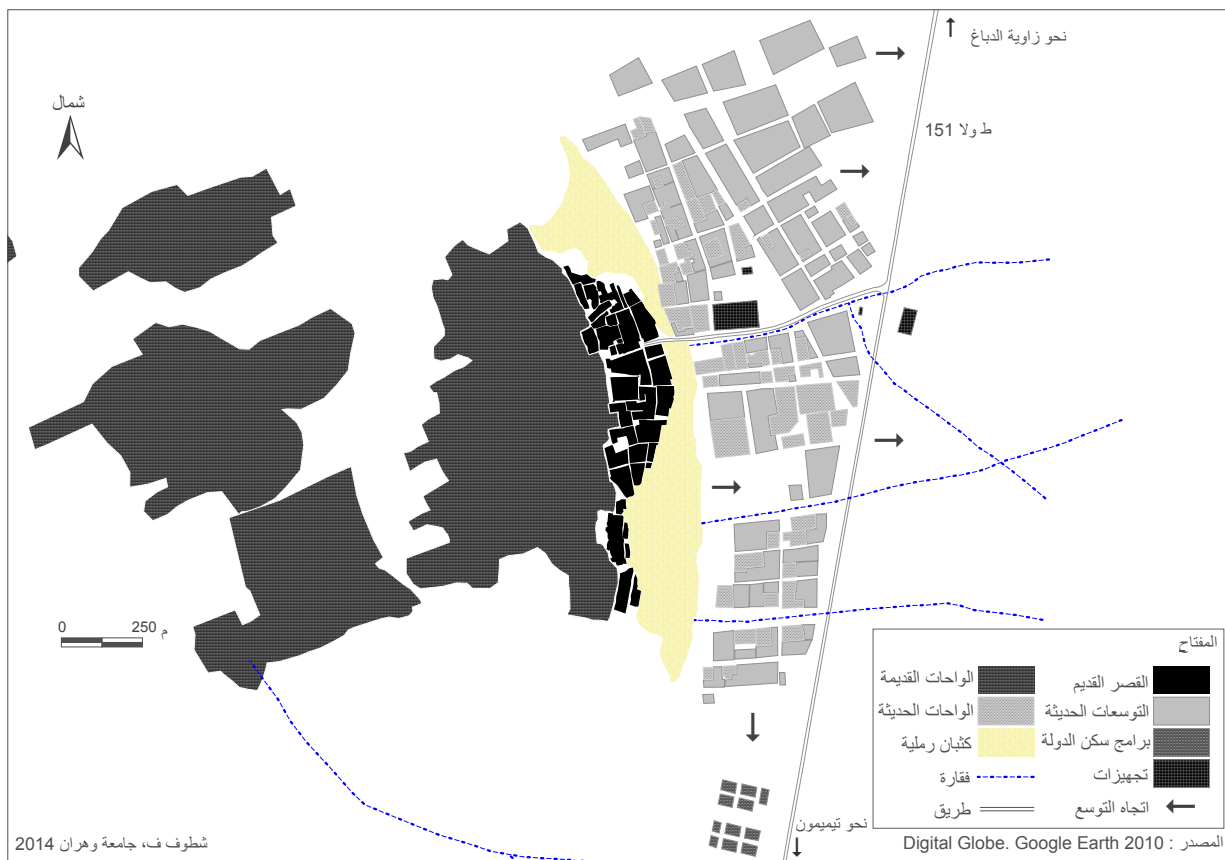 نحو زاوية الدباغ
شمال
ط ولا 151
0 250 م
المفتاح
القصر القديم
الواحات القديمة
التوسعات الحديثة
الواحات الحديثة
برامج سكن الدولة
كثبان رملية
تجهيزات
فقارة
اتجاه التوسع
طريق
نحو تيميمون
المصدر : Digital Globe. Google Earth 2010
شطوف ف، جامعة وهران 2014